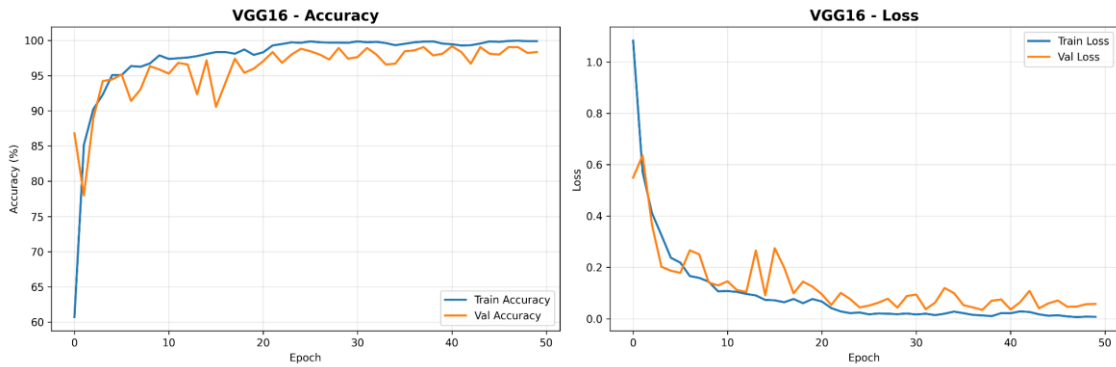 VGG16 - Accuracy
100
95
90
85
80
75
70
65
60
Accuracy (%)
Train Accuracy
Val Accuracy
0
10
20
30
40
50
Epoch
VGG16 - Loss
1.0
0.8
0.6
0.4
0.2
0.0
Loss
Train Loss
Val Loss
0
10
20
30
40
50
Epoch